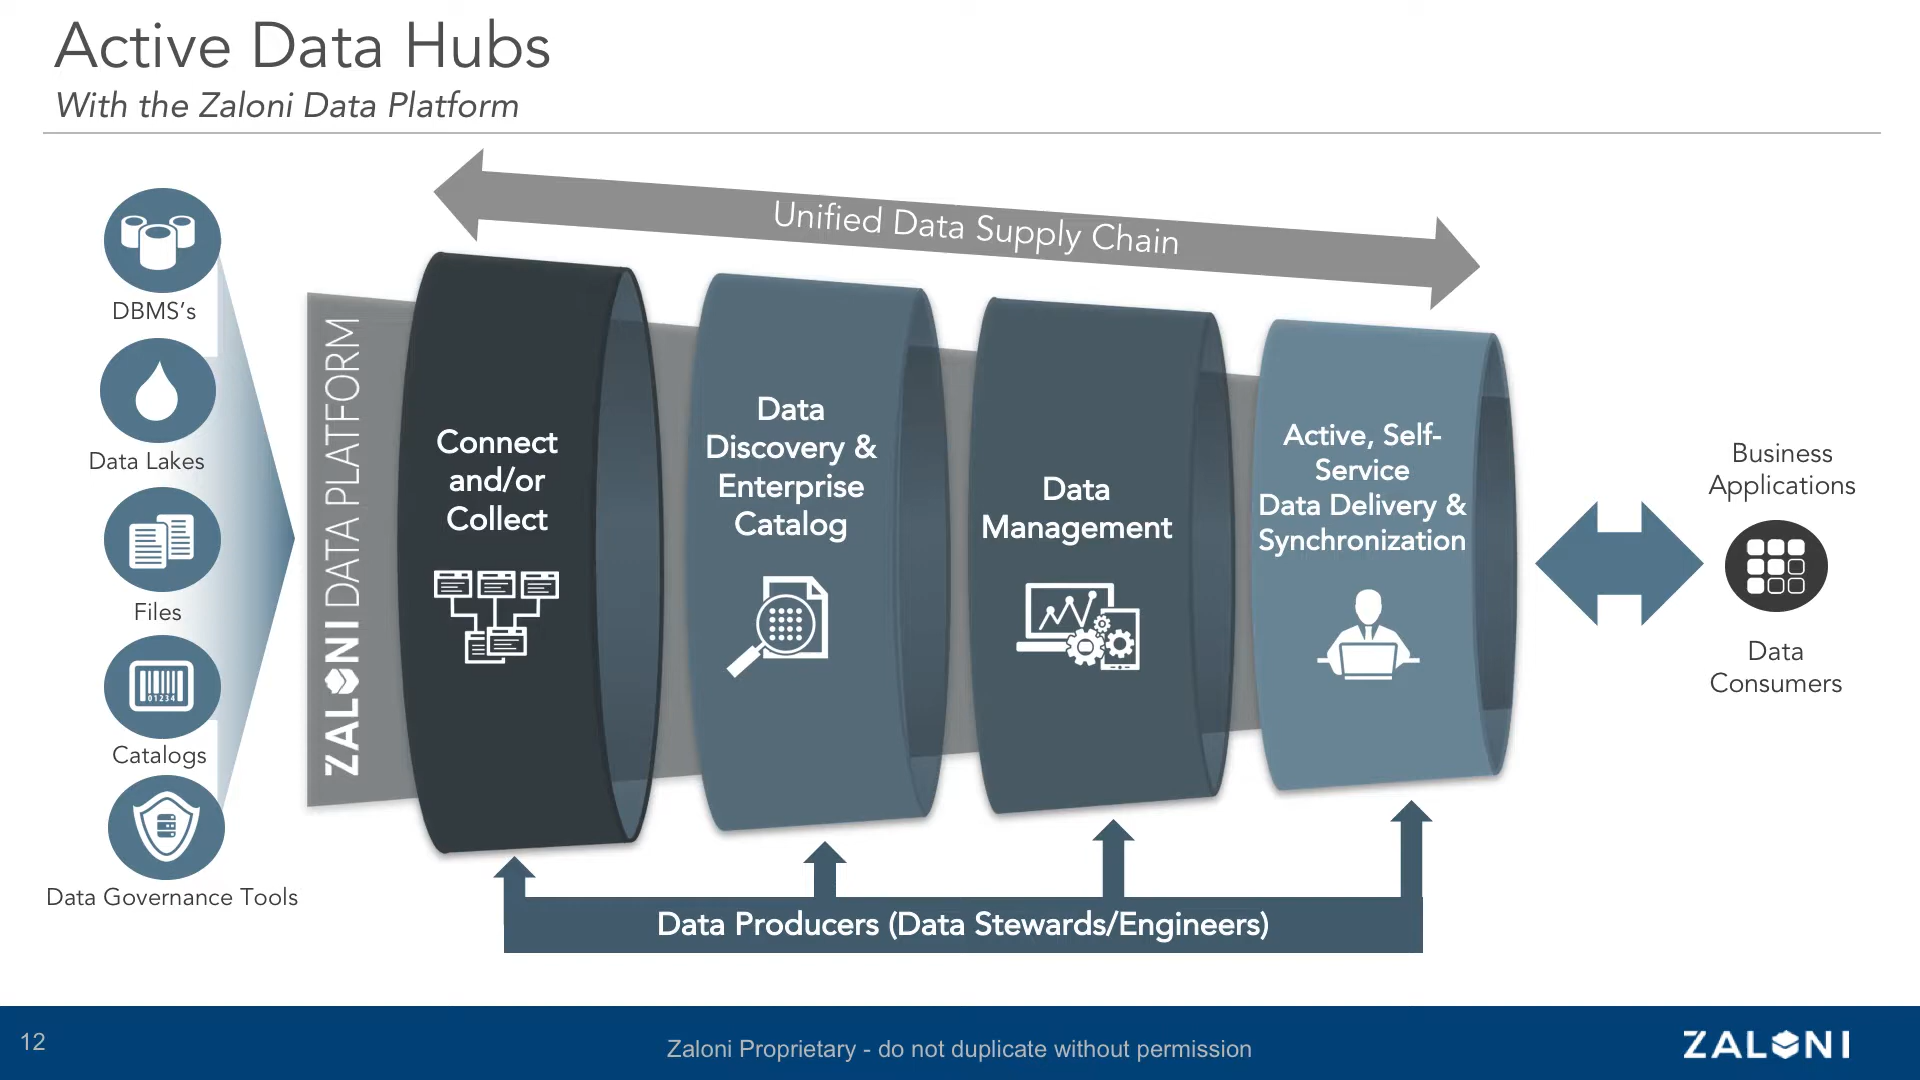 Active Data Hubs
With the Zaloni Data Platform
Unified Data Supply Chain
DBMS's
Data Lakes
Files
Catalogs
01234
Data Governance Tools
ZALONI DATA PLATFORM
Connect
and/or
Collect
Data
Discovery &
Enterprise
Catalog
Data
Management
Active, Self-
Service
Data Delivery &
Synchronization
Business
Applications
Data
Consumers
Data Producers (Data Stewards/Engineers)
12
Zaloni Proprietary - do not duplicate without permission
ZALONI